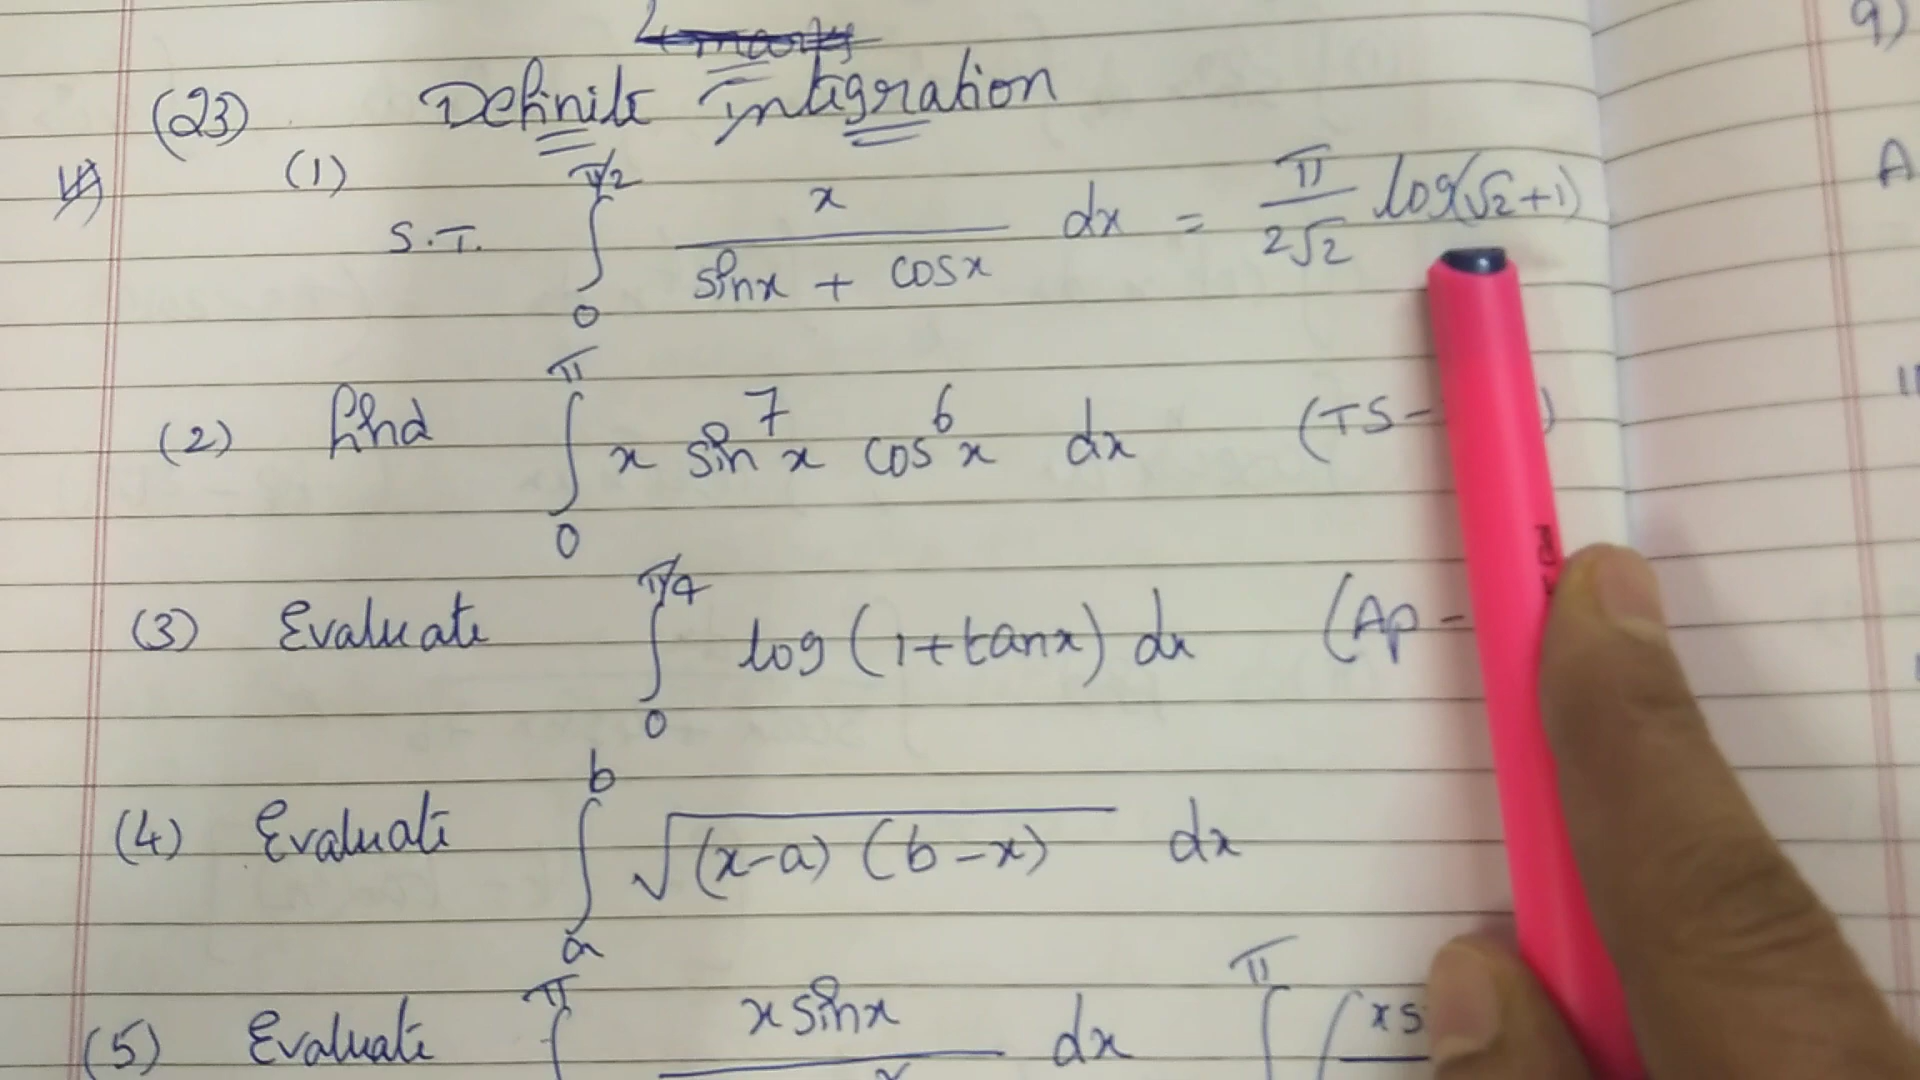 (23) Definite Integration
(1) S.T. ∫₀^(π/2) x / (sinx + cosx) dx = π/(2√2) log(√2+1)
(2) find ∫₀^π x sin⁷x cos⁶x dx (TS-
(3) Evaluate ∫₀^(π/4) log (1+tanx) dx (AP-
(4) Evaluate ∫ₐ^b √(x-a) (b-x) dx
(5) Evaluate ∫^π x sinx dx ∫^π
9)
A